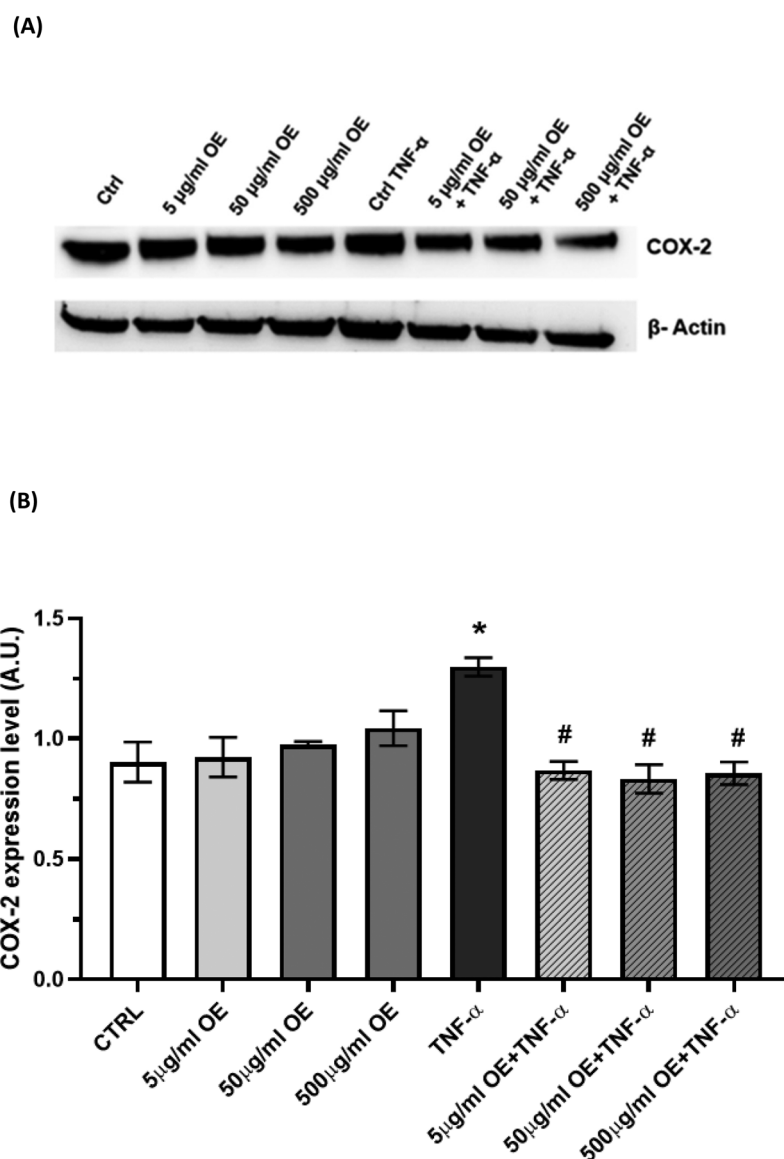 (A)
Ctrl
5 µg/ml OE
50 µg/ml OE
500 µg/ml OE
Ctrl TNF-α
5 µg/ml OE
+ TNF-α
50 µg/ml OE
+ TNF-α
500 µg/ml OE
+ TNF-α
COX-2
β- Actin
(B)
COX-2 expression level (A.U.)
1.5
1.0
0.5
0.0
*
#
#
#
CTRL
5µg/ml OE
50µg/ml OE
500µg/ml OE
TNF-α
5µg/ml OE+TNF-α
50µg/ml OE+TNF-α
500µg/ml OE+TNF-α